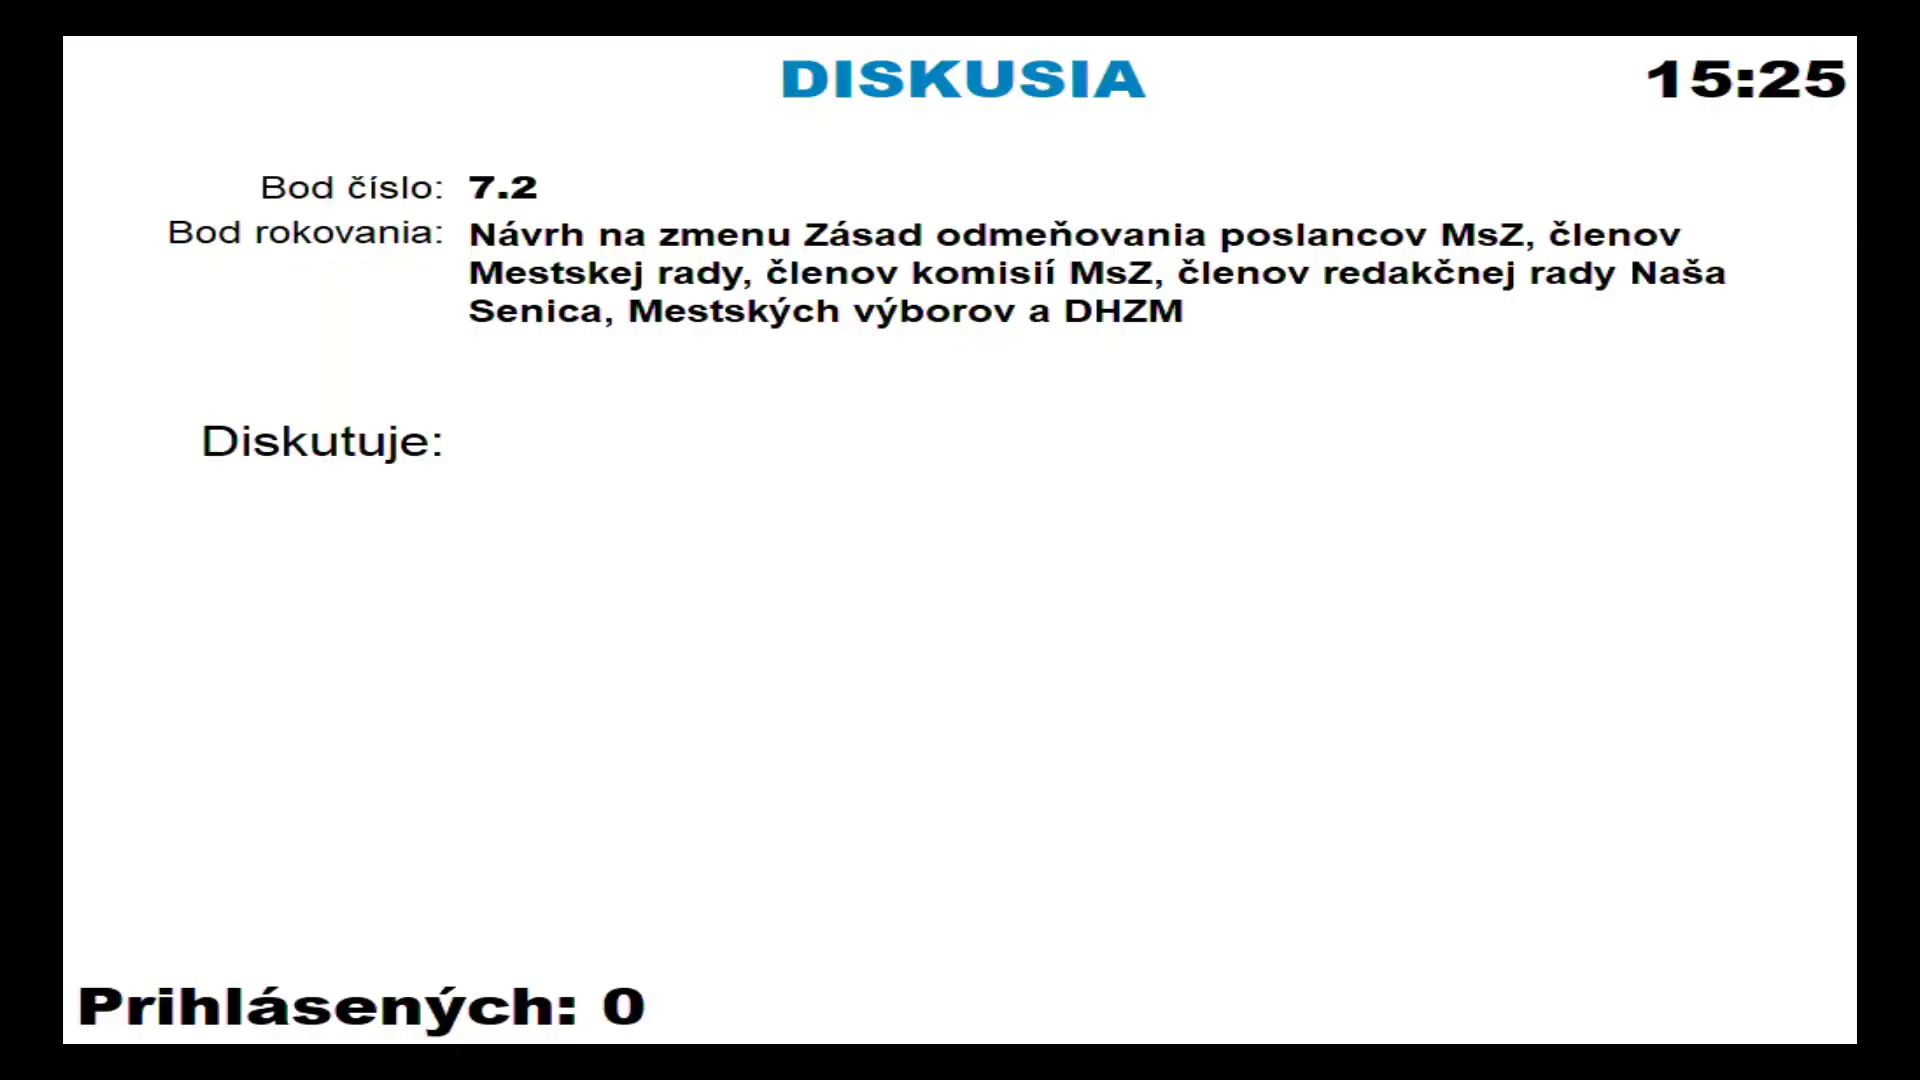 DISKUSIA
15:25
Bod číslo: 7.2
Bod rokovania: Návrh na zmenu Zásad odmeňovania poslancov MsZ, členov
Mestskej rady, členov komisií MsZ, členov redakčnej rady Naša
Senica, Mestských výborov a DHZM
Diskutuje:
Prihlásených: 0